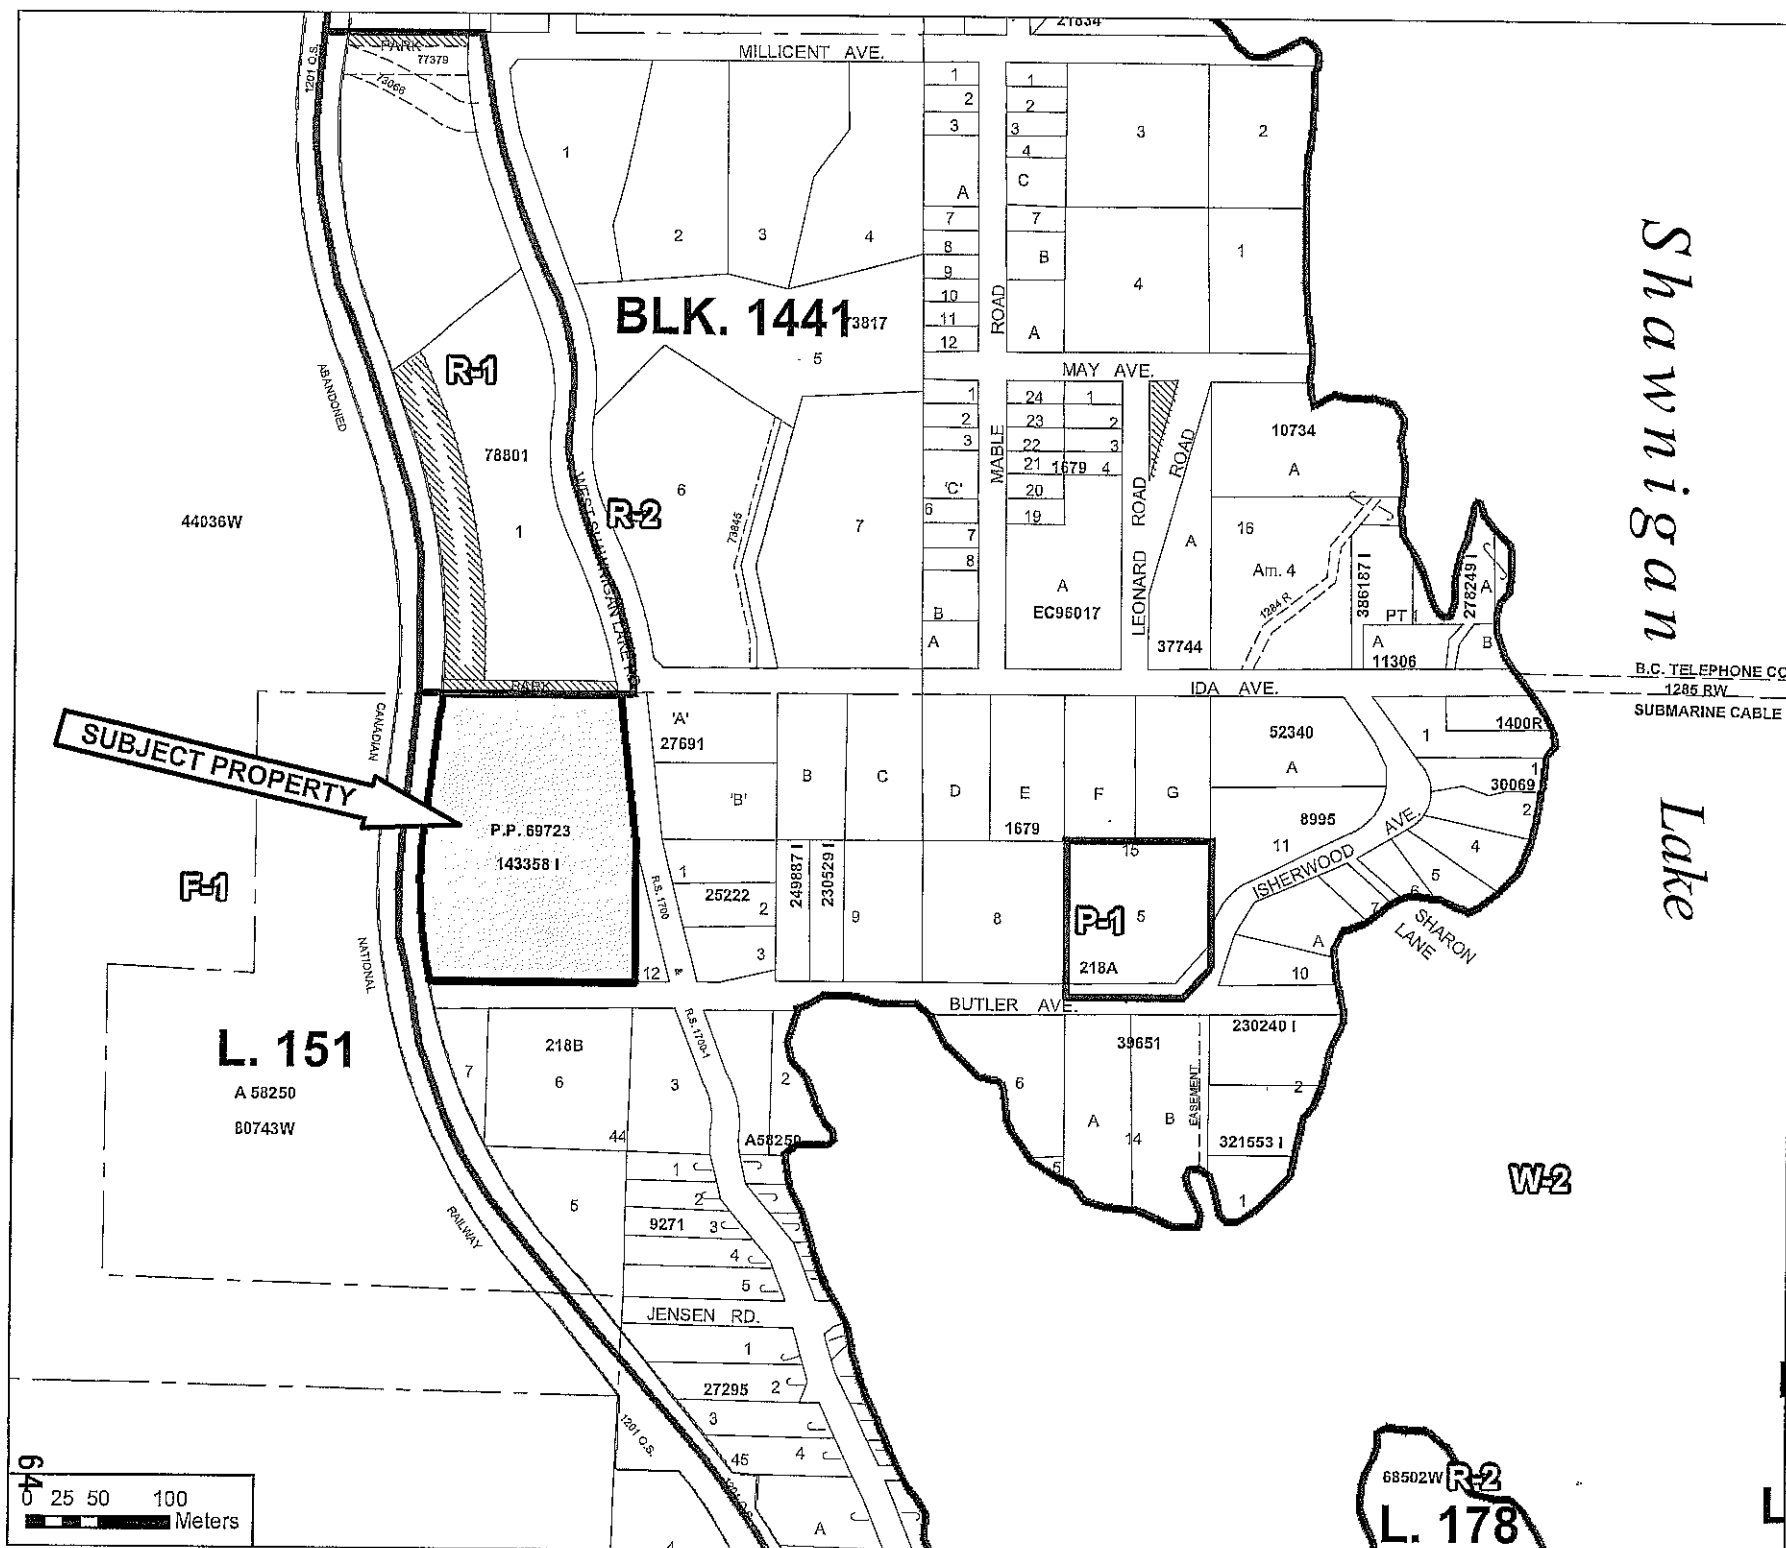 21834
PARK
77379
73066
1201 O.S.
MILLICENT AVE.
1
2
3
A
7
8
9
10
11
12
1
2
3
4
C
7
B
A
3
2
4
1
1
2
3
4
BLK. 1441
73817
5
R-1
ROAD
MAY AVE.
ABANDONED
78801
1
WEST SHAWNIGAN LAKE RD.
R-2
6
73845
7
44036W
1
2
3
'C'
6
7
8
B
A
MABLE
24
23
22
21
20
19
1
2
3
1679 4
A
EC96017
LEONARD ROAD
ROAD
A
37744
10734
A
16
Am. 4
1284 R
386187 I
PT 1
278249 I
A
A
11306
B
Shawnigan
Lake
B.C. TELEPHONE CO
1285 RW
SUBMARINE CABLE
PARK
IDA AVE.
SUBJECT PROPERTY
CANADIAN
P.P. 69723
143358 I
'A'
27691
'B'
B
C
D
E
F
G
1679
52340
A
1
1400R
1
30069
2
8995
11
AVE.
ISHERWOOD
4
5
6
7
SHARON
LANE
A
10
F-1
NATIONAL
R.S. 1700
&
1
25222
2
3
12
249887 I
230529 I
9
8
15
P-1
5
218A
BUTLER AVE.
L. 151
A 58250
80743W
7
218B
6
3
2
R.S. 1700-1
44
A58250
6
5
39651
A
14
B
EASEMENT
230240 I
2
321553 I
1
W-2
RAILWAY
5
1
2
9271 3
4
5
JENSEN RD.
1
27295 2
3
4
45
1201 O.S.
1201 O.S.
A
4
64
0 25 50 100
Meters
68502W R-2
L. 178
L